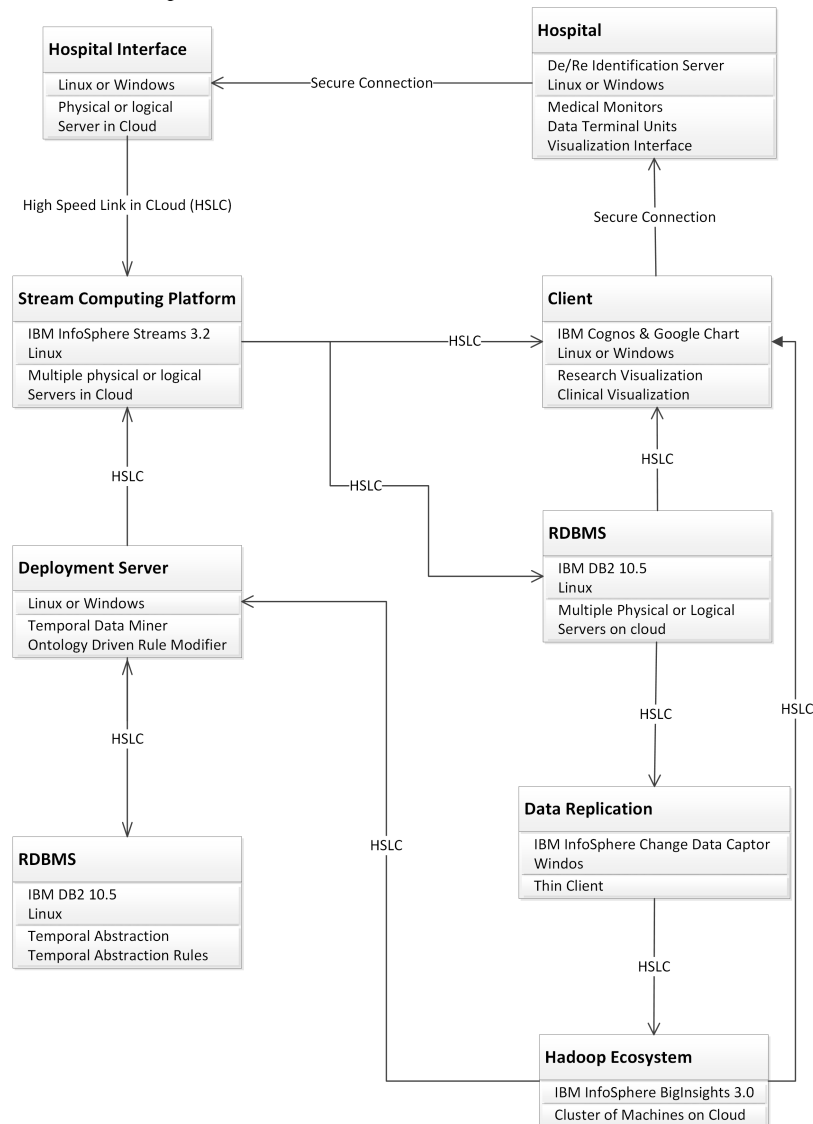 Hospital
De/Re Identification Server
Linux or Windows
Medical Monitors
Data Terminal Units
Visualization Interface
Hospital Interface
Linux or Windows
Physical or logical
Server in Cloud
Secure Connection
High Speed Link in CLoud (HSLC)
Secure Connection
Stream Computing Platform
IBM InfoSphere Streams 3.2
Linux
Multiple physical or logical
Servers in Cloud
HSLC
Client
IBM Cognos & Google Chart
Linux or Windows
Research Visualization
Clinical Visualization
HSLC
HSLC
HSLC
Deployment Server
Linux or Windows
Temporal Data Miner
Ontology Driven Rule Modifier
RDBMS
IBM DB2 10.5
Linux
Multiple Physical or Logical
Servers on cloud
HSLC
HSLC
HSLC
Data Replication
IBM InfoSphere Change Data Captor
Windos
Thin Client
RDBMS
IBM DB2 10.5
Linux
Temporal Abstraction
Temporal Abstraction Rules
HSLC
HSLC
Hadoop Ecosystem
IBM InfoSphere BigInsights 3.0
Cluster of Machines on Cloud